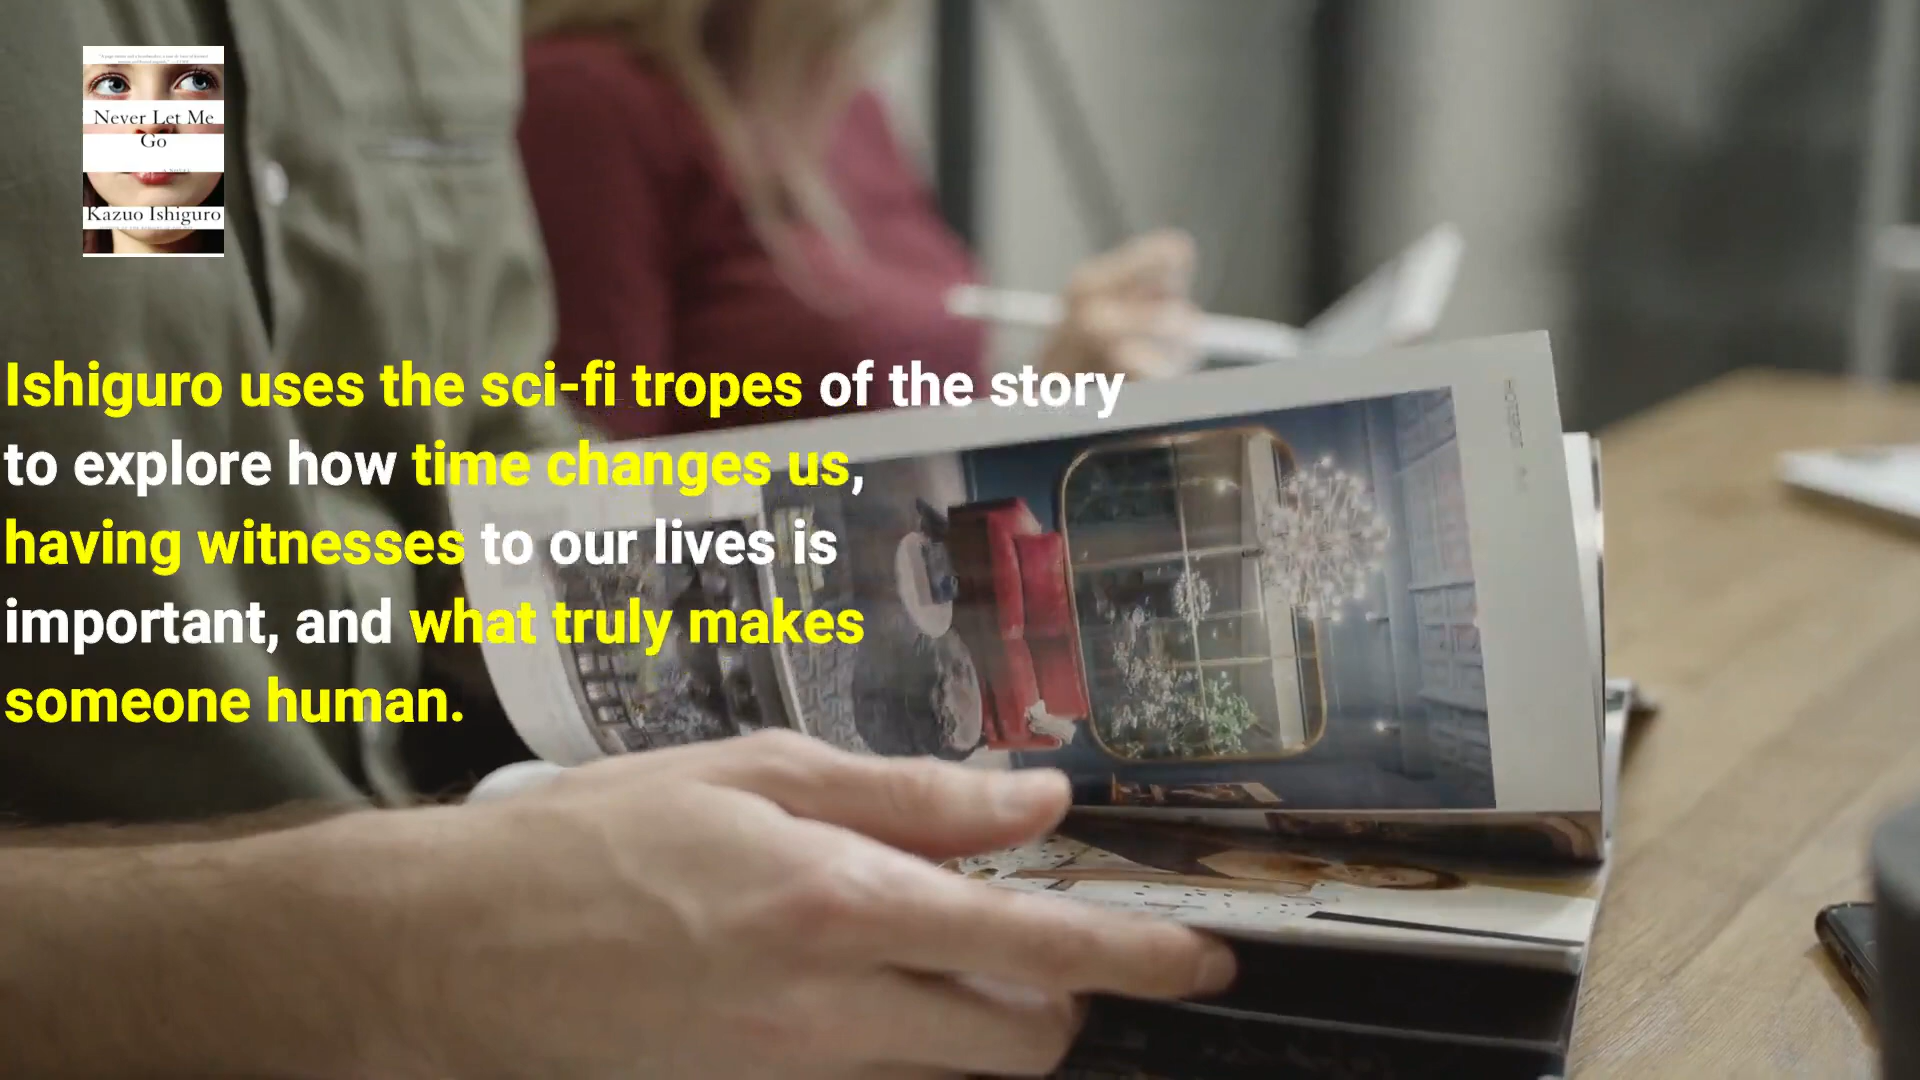 Never Let Me
Go
Kazuo Ishiguro
Ishiguro uses the sci-fi tropes of the story
to explore how time changes us,
having witnesses to our lives is
important, and what truly makes
someone human.